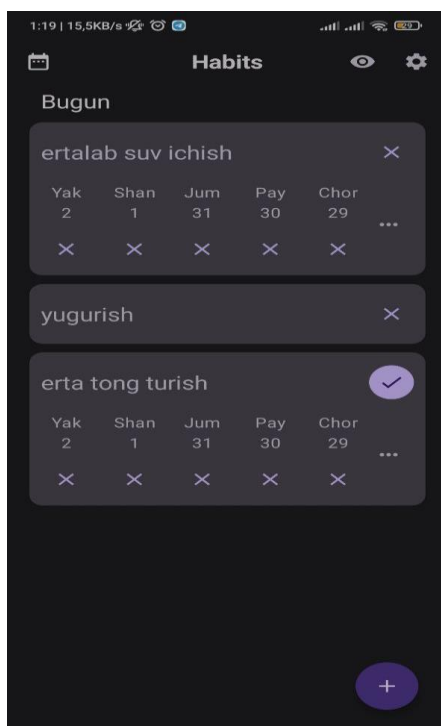 1:19 | 15,5KB/s
Habits
Bugun
ertalab suv ichish
Yak Shan Jum Pay Chor
2 1 31 30 29
yugurish
erta tong turish
Yak Shan Jum Pay Chor
2 1 31 30 29